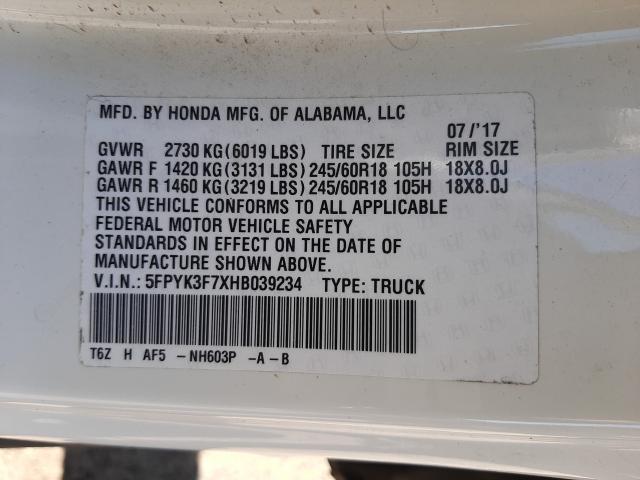 MFD. BY HONDA MFG. OF ALABAMA, LLC
07 /'17
GVWR 2730 KG(6019 LBS) TIRE SIZE RIM SIZE
GAWR F 1420 KG(3131 LBS) 245/60R18 105H 18X8.0J
GAWR R 1460 KG(3219 LBS) 245/60R18 105H 18X8.0J
THIS VEHICLE CONFORMS TO ALL APPLICABLE
FEDERAL MOTOR VEHICLE SAFETY
STANDARDS IN EFFECT ON THE DATE OF
MANUFACTURE SHOWN ABOVE.
V.I.N.: 5FPYK3F7XHB039234 TYPE: TRUCK
T6Z H AF5 - NH603P -A - B